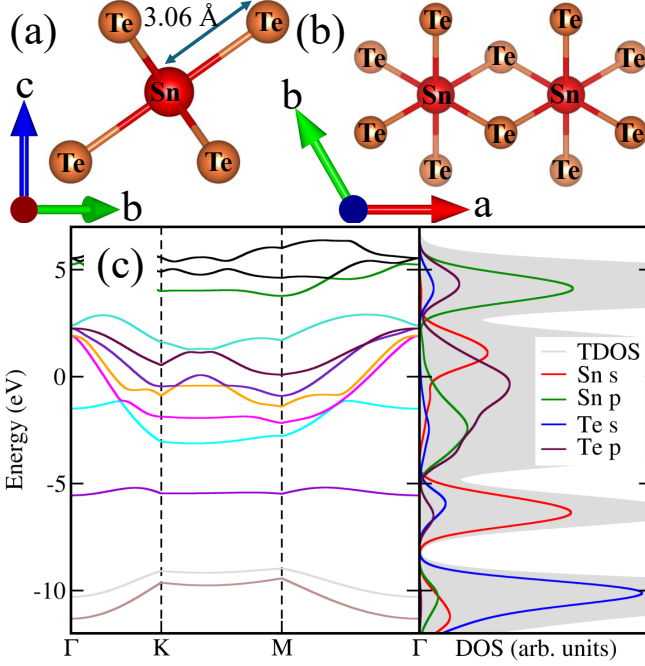 (a)
3.06 Å
Te
Te
Sn
Te
Te
c
b
(b)
Te
Te
Te
Te
Te
Sn
Sn
Te
Te
Te
Te
Te
b
a
(c)
Energy (eV)
5
0
-5
-10
Γ
K
M
Γ
TDOS
Sn s
Sn p
Te s
Te p
DOS (arb. units)